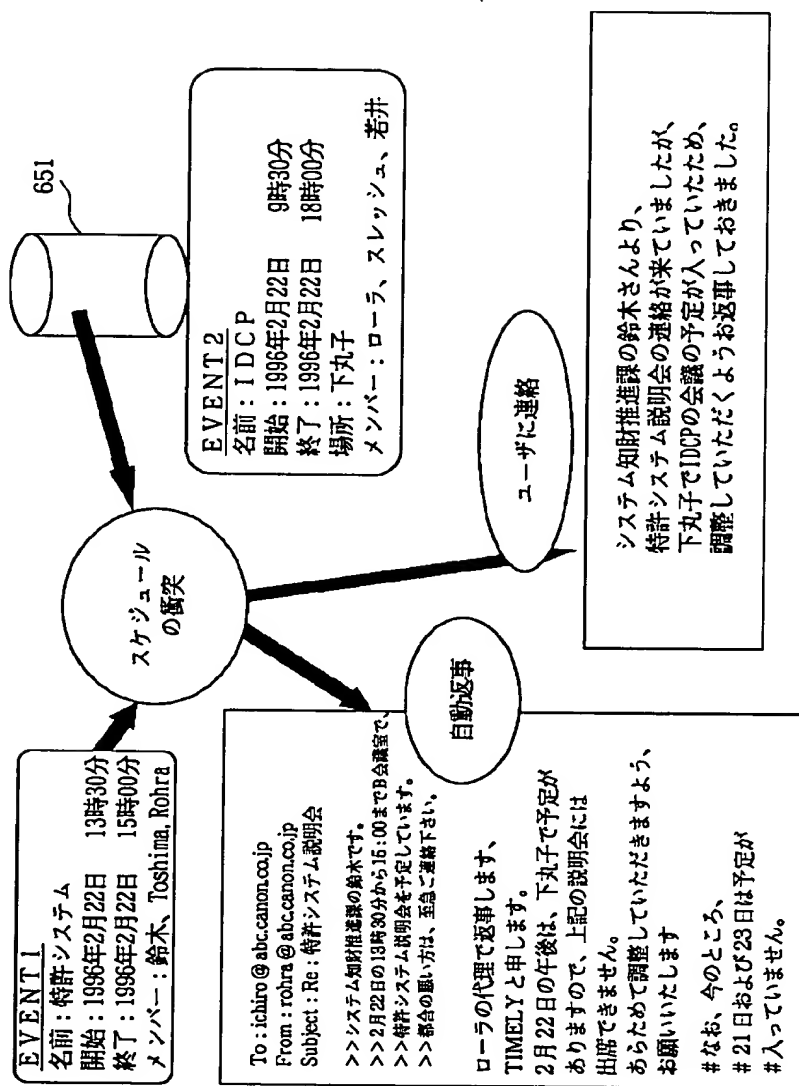 EVENT1
名前：特許システム
開始：1996年2月22日　13時30分
終了：1996年2月22日　15時00分
メンバー：鈴木、Toshima, Rohra
スケジュール
の衝突
651
EVENT2
名前：IDCP
開始：1996年2月22日　9時30分
終了：1996年2月22日　18時00分
場所：下丸子
メンバー：ローラ、スレッシュ、若井
To：ichiro@abc.canon.co.jp
From：rohra@abc.canon.co.jp
Subject：Re：特許システム説明会
>>システム知財推進課の鈴木です。
>>2月22日の13時30分から16：00までB会議室で、
>>特許システム説明会を予定しています。
>>都合の悪い方は、至急ご連絡下さい。
ローラの代理で返事します、
TIMELYと申します。
2月22日の午後は、下丸子で予定が
ありますので、上記の説明会には
出席できません。
あらためて調整していただきますよう、
お願いいたします
#なお、今のところ、
#21日および23日は予定が
#入っていません。
自動返事
ユーザに連絡
システム知財推進課の鈴木さんより、
特許システム説明会の連絡が来ていましたが、
下丸子でIDCPの会議の予定が入っていたため、
調整していただくようお返事しておきました。